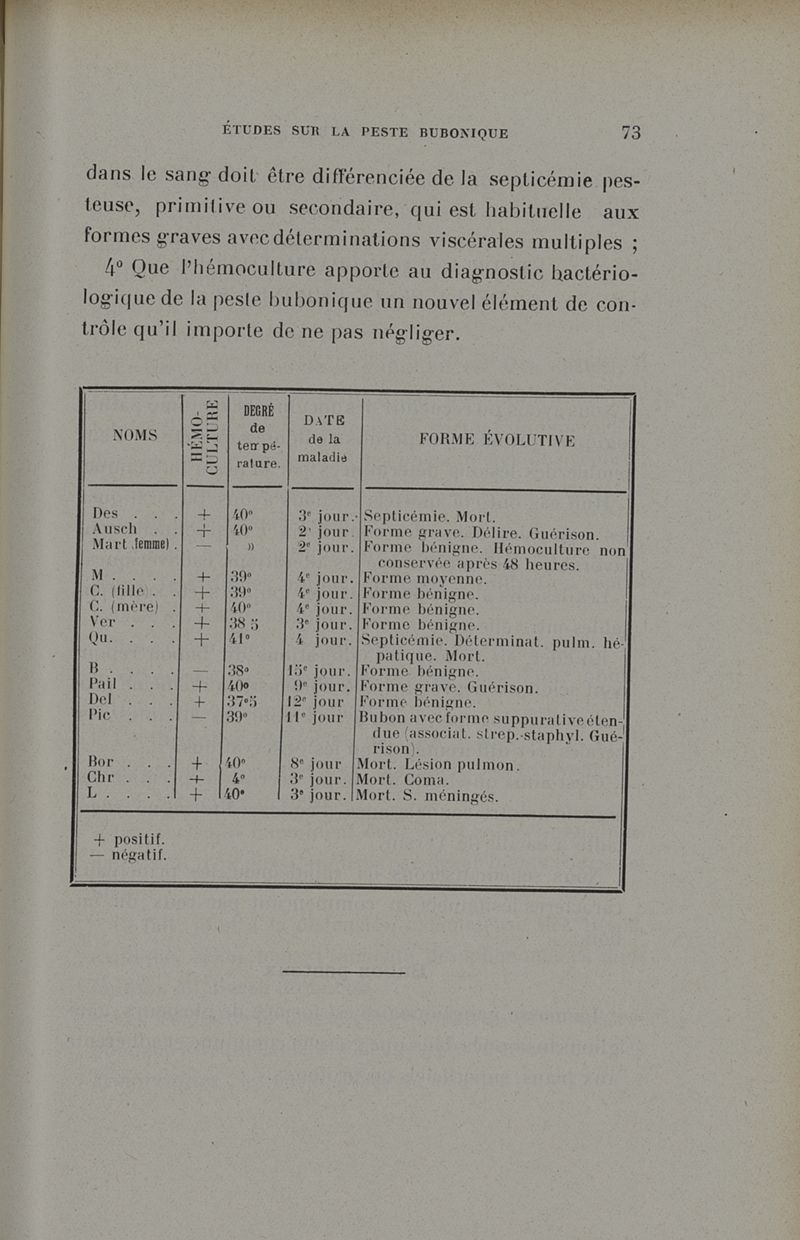 ÉTUDES SUR LA PESTE BUBONIQUE 73
dans le sang doit être différenciée de la septicémie pes-
teuse, primitive ou secondaire, qui est habituelle aux
formes graves avec déterminations viscérales multiples ;
4° Que l'hémoculture apporte au diagnostic bactério-
logique de la peste bubonique un nouvel élément de con-
trôle qu'il importe de ne pas négliger.
NOMS
HÉMO-
CULTURE
DEGRÉ
de
tempé-
rature.
DATE
de la
maladie
FORME ÉVOLUTIVE
Des . . . + 40° 3e jour. Septicémie. Mort.
Ausch . . + 40° 2e jour. Forme grave. Délire. Guérison.
Mart (femme) . — » 2e jour. Forme bénigne. Hémoculture non
conservée après 48 heures.
M . . . . + 39° 4e jour. Forme moyenne.
C. (fille) . . + 39° 4e jour. Forme bénigne.
C. (mère) . + 40° 4e jour. Forme bénigne.
Ver . . . + 38 5 3e jour. Forme bénigne.
Qu. . . . + 41° 4 jour. Septicémie. Déterminat. pulm. hé-
patique. Mort.
B . . . . — 38° 15e jour. Forme bénigne.
Pail . . . + 40° 9e jour. Forme grave. Guérison.
Del . . . + 37°5 12e jour Forme bénigne.
Pic . . . — 39° 11e jour Bubon avec forme suppurative éten-
due (associat. strep.-staphyl. Gué-
rison).
Bor . . . + 40° 8e jour Mort. Lésion pulmon.
Chr . . . + 4° 3e jour. Mort. Coma.
L . . . . + 40° 3e jour. Mort. S. méningés.
+ positif.
— négatif.